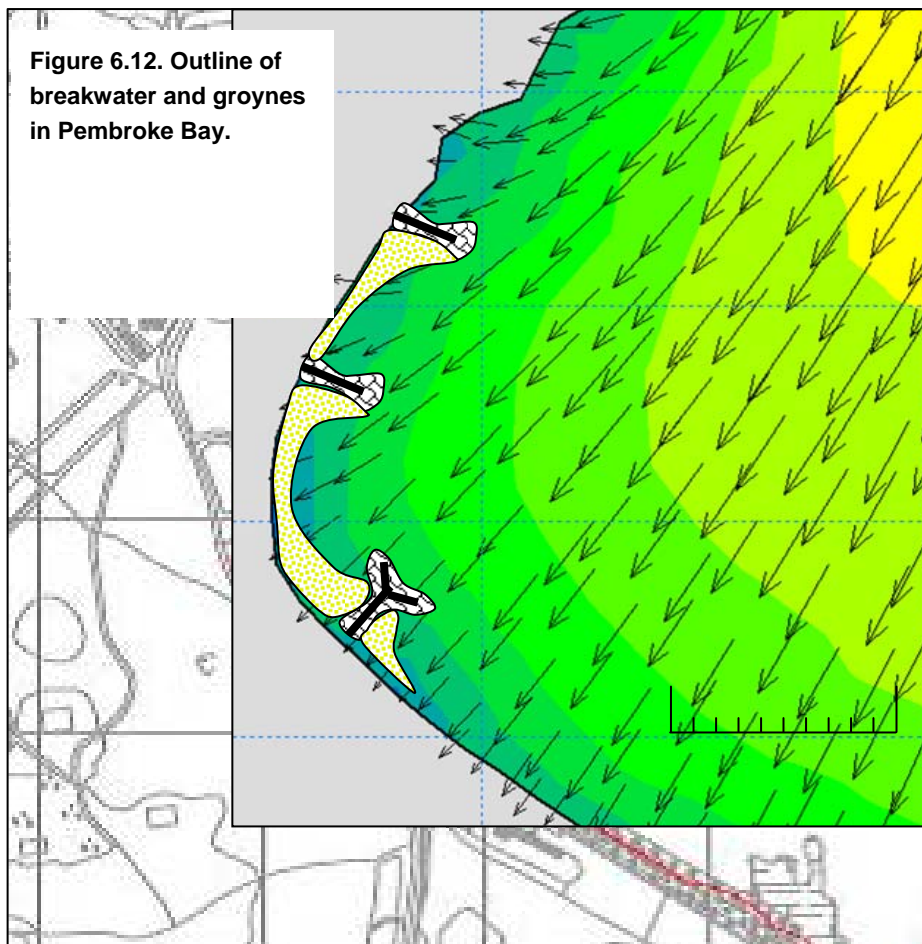 Figure 6.12. Outline of
breakwater and groynes
in Pembroke Bay.